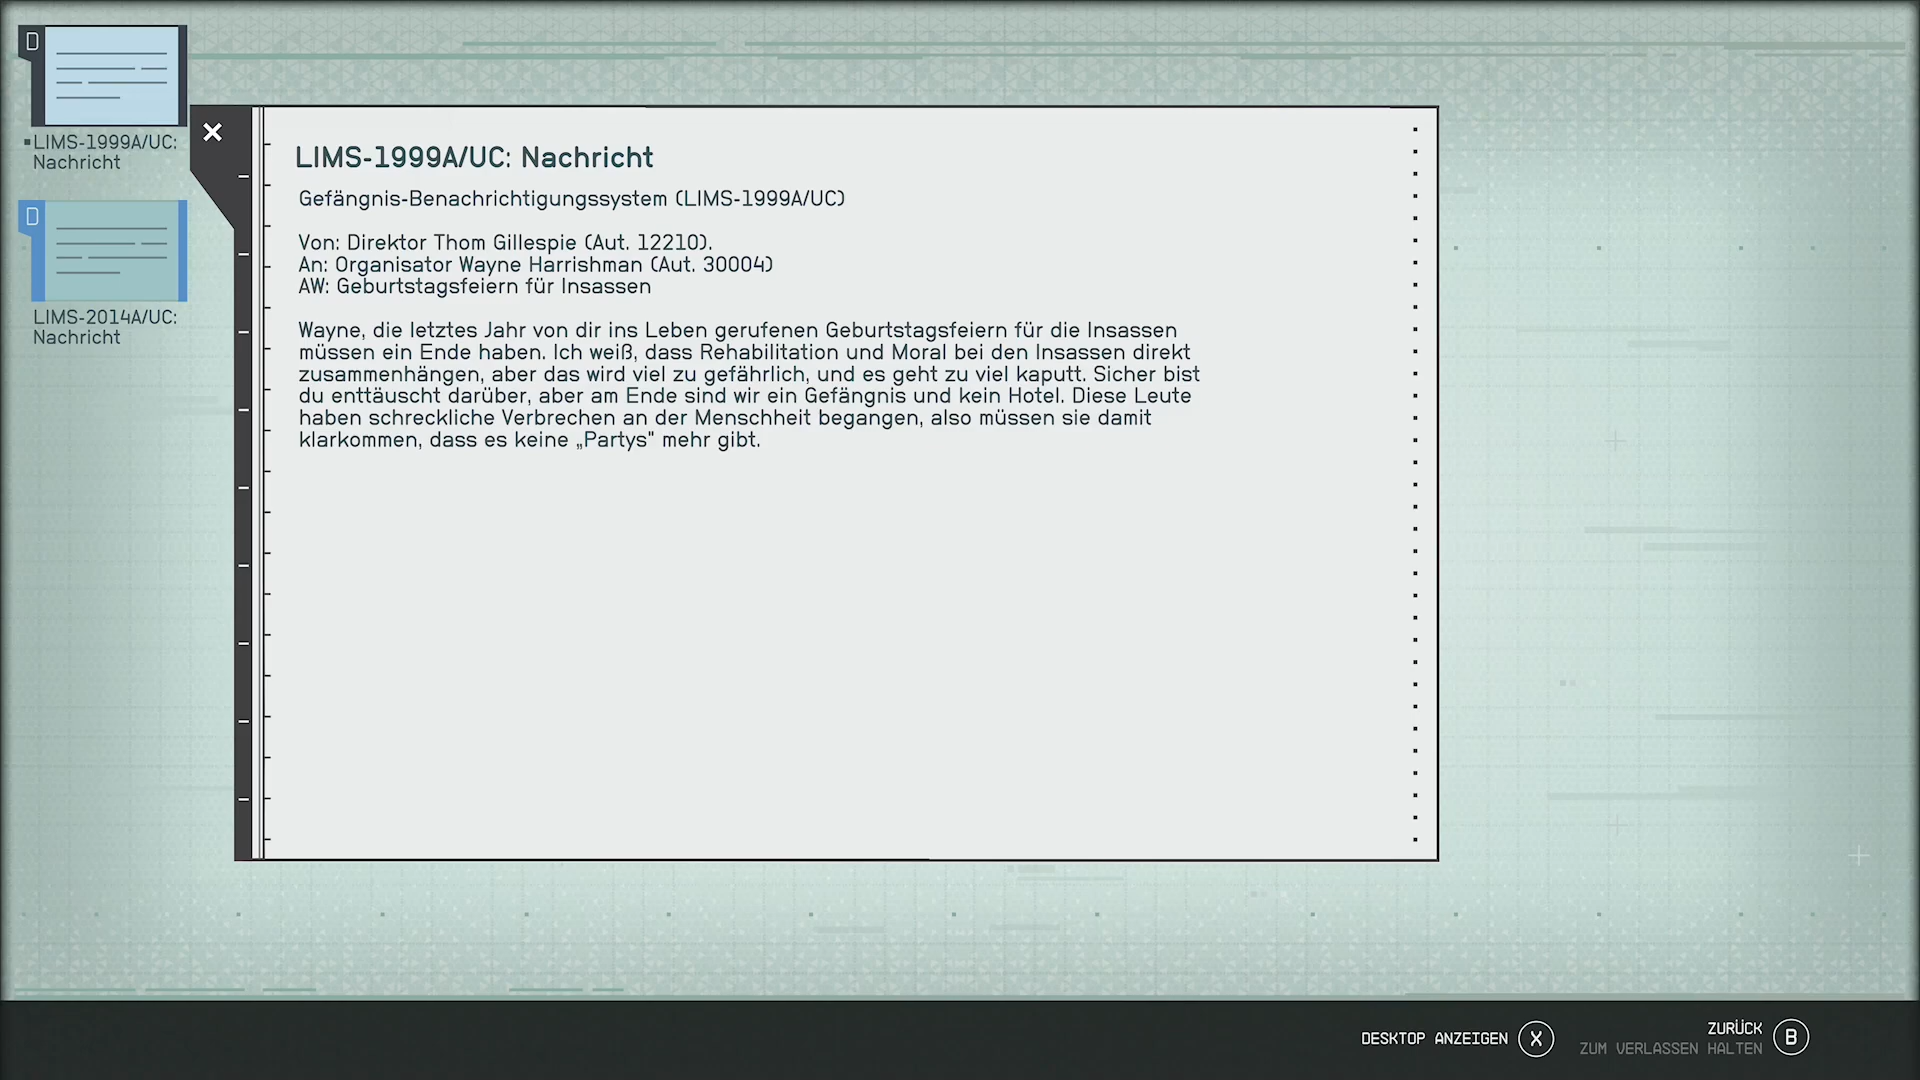 D
LIMS-1999A/UC:
Nachricht
D
LIMS-2014A/UC:
Nachricht
LIMS-1999A/UC: Nachricht
Gefängnis-Benachrichtigungssystem (LIMS-1999A/UC)
Von: Direktor Thom Gillespie (Aut. 12210).
An: Organisator Wayne Harrishman (Aut. 30004)
AW: Geburtstagsfeiern für Insassen
Wayne, die letztes Jahr von dir ins Leben gerufenen Geburtstagsfeiern für die Insassen
müssen ein Ende haben. Ich weiß, dass Rehabilitation und Moral bei den Insassen direkt
zusammenhängen, aber das wird viel zu gefährlich, und es geht zu viel kaputt. Sicher bist
du enttäuscht darüber, aber am Ende sind wir ein Gefängnis und kein Hotel. Diese Leute
haben schreckliche Verbrechen an der Menschheit begangen, also müssen sie damit
klarkommen, dass es keine „Partys" mehr gibt.
DESKTOP ANZEIGEN X
ZURÜCK B
ZUM VERLASSEN HALTEN